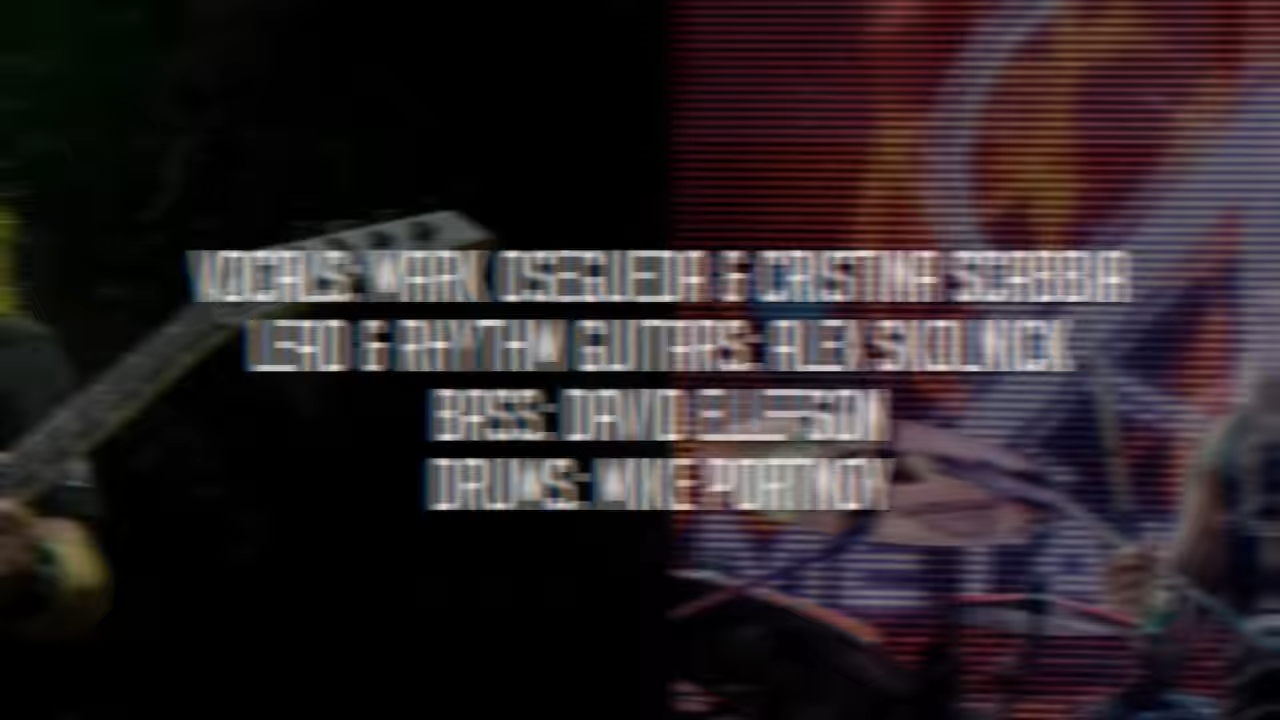 VOCALS: MARK OSEGUEDA & CRISTINA SCABBIA
LEAD & RHYTHM GUITARS: ALEX SKOLNICK
BASS: DAVID ELLEFSON
DRUMS: MIKE PORTNOY